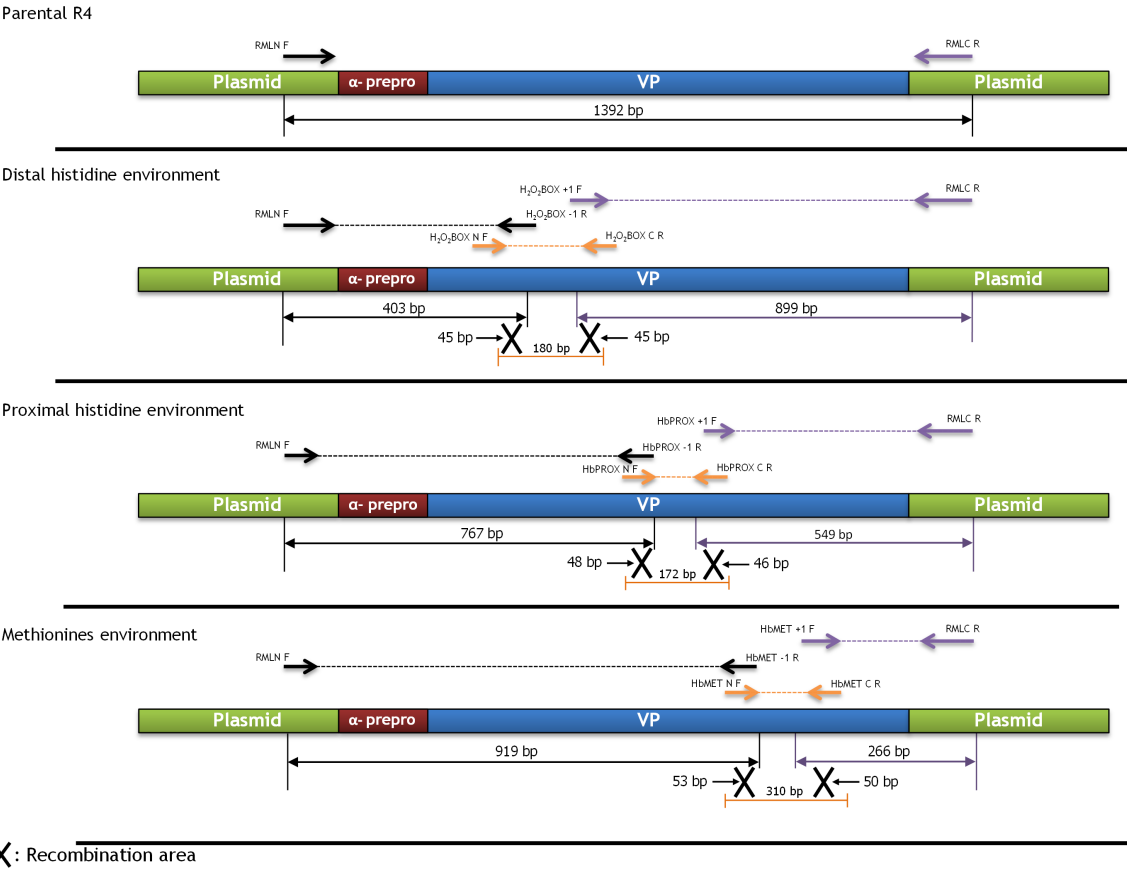 Parental R4
RMLN F
RMLC R
Plasmid
α- prepro
VP
Plasmid
1392 bp
Distal histidine environment
H₂O₂BOX +1 F
RMLC R
RMLN F
H₂O₂BOX -1 R
H₂O₂BOX N F
H₂O₂BOX C R
Plasmid
α- prepro
VP
Plasmid
403 bp
899 bp
45 bp
X
180 bp
X
45 bp
Proximal histidine environment
HbPROX +1 F
RMLC R
RMLN F
HbPROX -1 R
HbPROX N F
HbPROX C R
Plasmid
α- prepro
VP
Plasmid
767 bp
549 bp
48 bp
X
172 bp
X
46 bp
Methionines environment
HbMET +1 F
RMLC R
RMLN F
HbMET -1 R
HbMET N F
HbMET C R
Plasmid
α- prepro
VP
Plasmid
919 bp
266 bp
53 bp
X
310 bp
X
50 bp
X: Recombination area